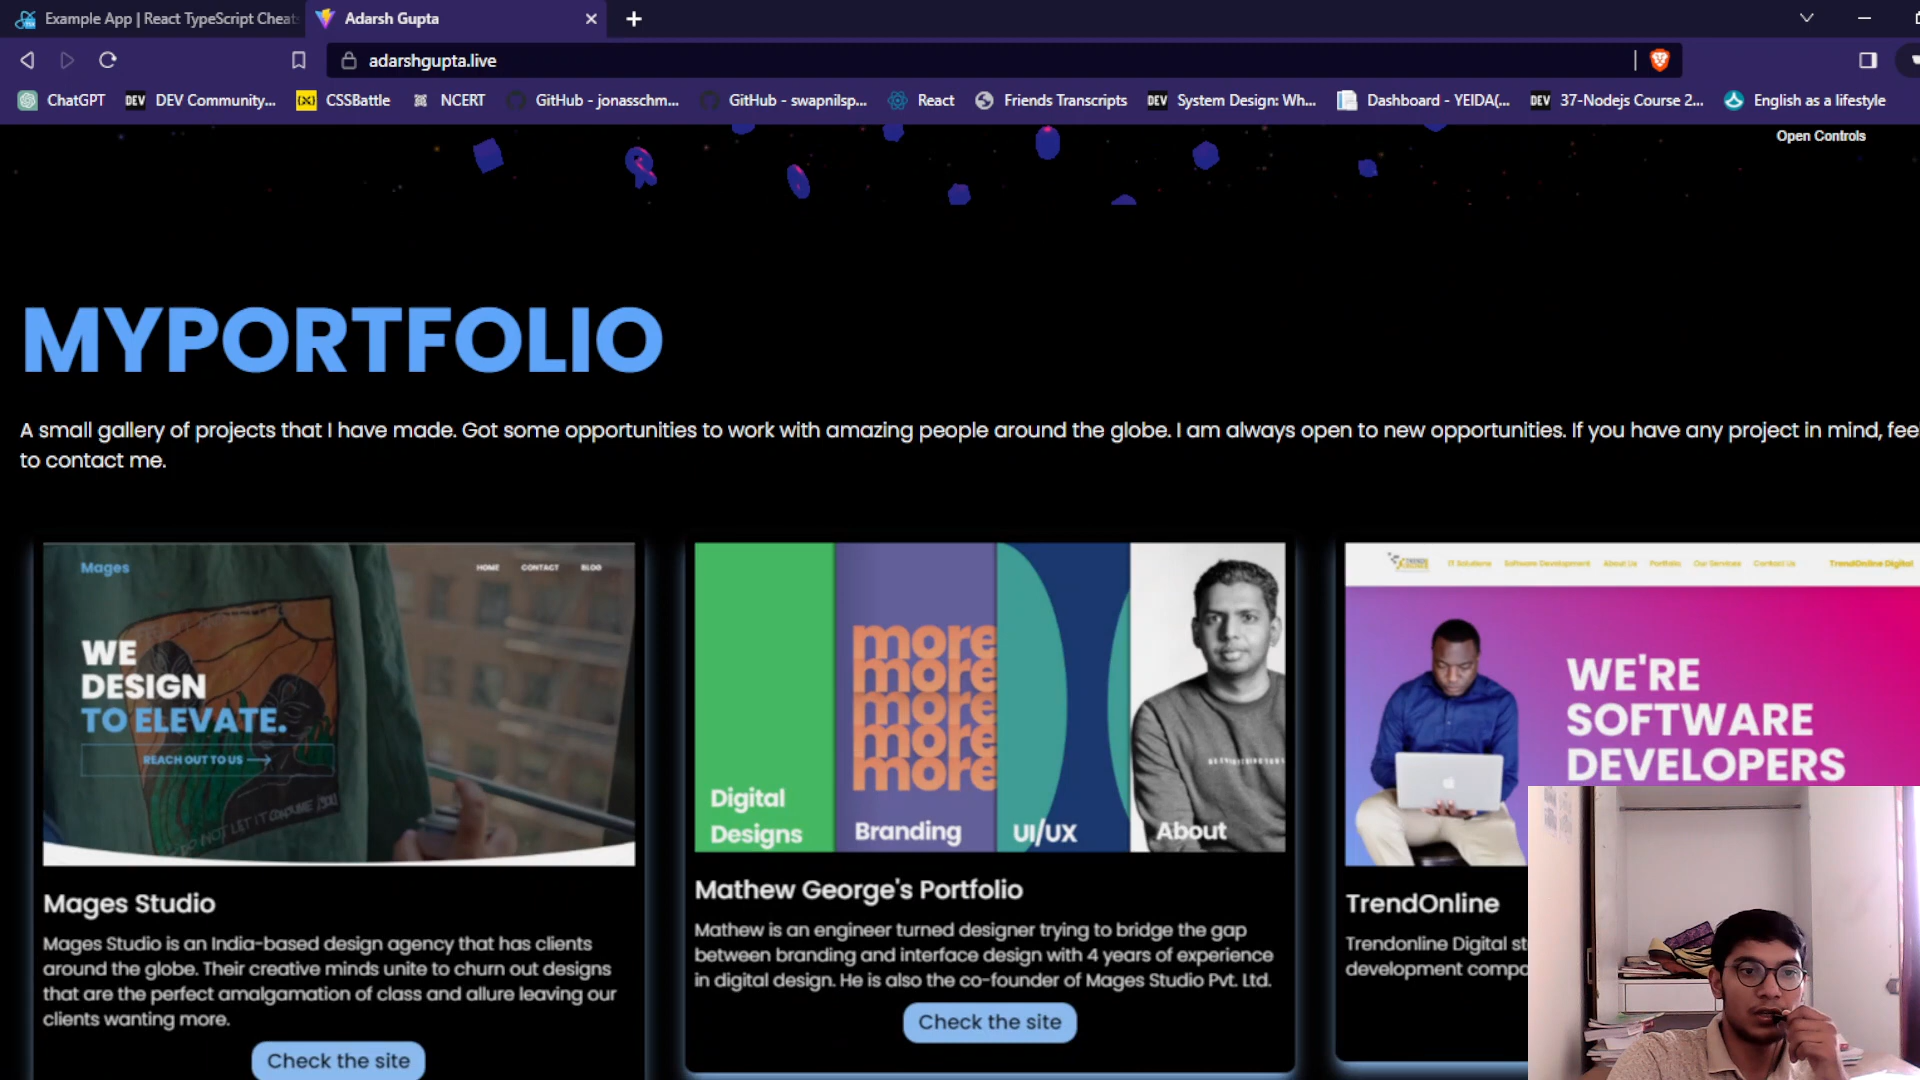 Example App | React TypeScript Cheats
Adarsh Gupta
adarshgupta.live
ChatGPT
DEV Community...
CSSBattle
NCERT
GitHub - jonasschm...
GitHub - swapnilsp...
React
Friends Transcripts
System Design: Wh...
Dashboard - YEIDA(...
37-Nodejs Course 2...
English as a lifestyle
Open Controls
MYPORTFOLIO
A small gallery of projects that I have made. Got some opportunities to work with amazing people around the globe. I am always open to new opportunities. If you have any project in mind, feel
to contact me.
Mages
HOME CONTACT BLOG
WE
DESIGN
TO ELEVATE.
REACH OUT TO US
Mages Studio
Mages Studio is an India-based design agency that has clients
around the globe. Their creative minds unite to churn out designs
that are the perfect amalgamation of class and allure leaving our
clients wanting more.
Check the site
more
more
more
more
more
Digital
Designs
Branding
UI/UX
About
Mathew George's Portfolio
Mathew is an engineer turned designer trying to bridge the gap
between branding and interface design with 4 years of experience
in digital design. He is also the co-founder of Mages Studio Pvt. Ltd.
Check the site
IT Solutions Software Development About Us Portfolio Our Services Contact Us TrendOnline Digital
WE'RE
SOFTWARE
DEVELOPERS
TrendOnline
Trendonline Digital st
development compa